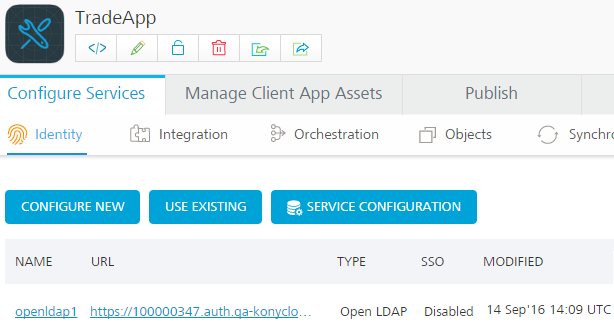 TradeApp
</>
Configure Services Manage Client App Assets Publish
Identity Integration Orchestration Objects Synchro
CONFIGURE NEW USE EXISTING SERVICE CONFIGURATION
NAME URL TYPE SSO MODIFIED
openldap1 https://100000347.auth.qa-konyclo... Open LDAP Disabled 14 Sep'16 14:09 UTC